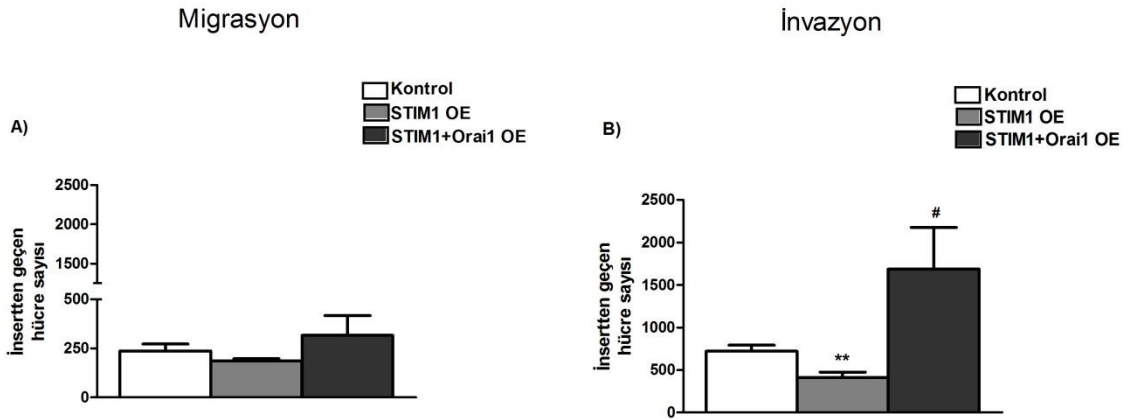 Migrasyon
A)
Kontrol
STIM1 OE
STIM1+Orai1 OE
İnsertten geçen
hücre sayısı
2500
2000
1500
500
250
0
İnvazyon
B)
Kontrol
STIM1 OE
STIM1+Orai1 OE
İnsertten geçen
hücre sayısı
2500
2000
1500
1000
500
0
**
#